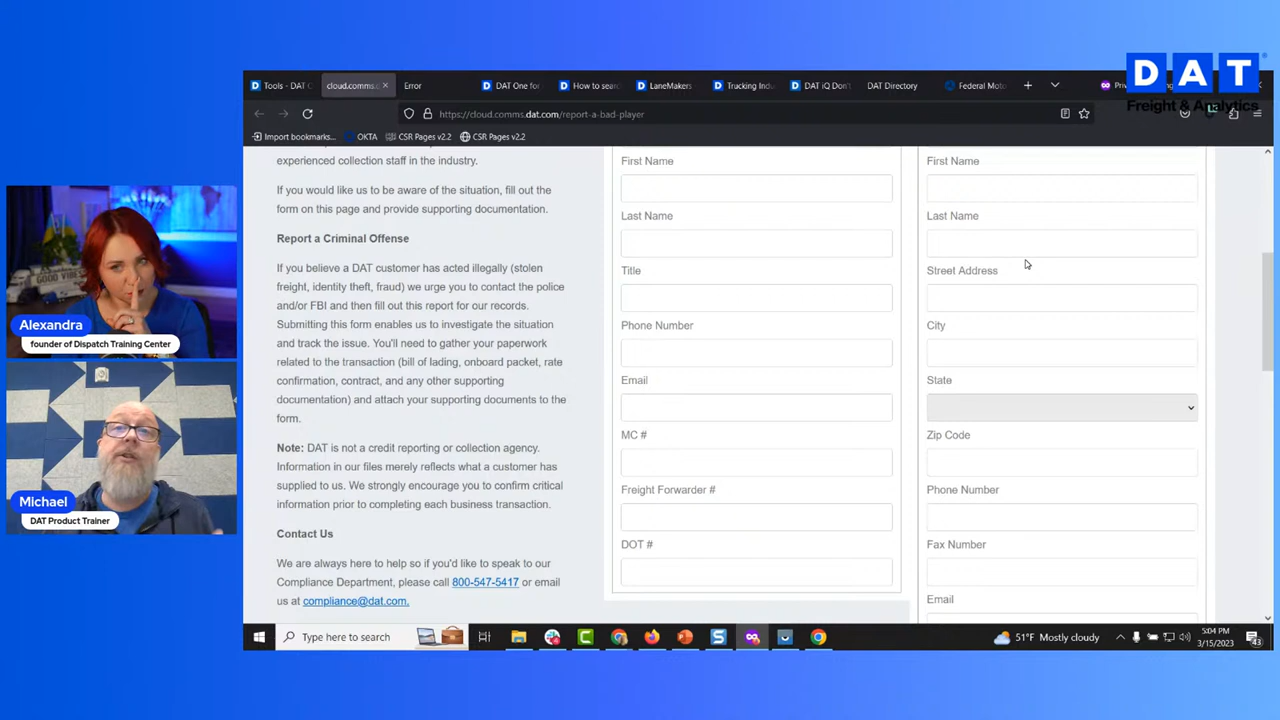 DAT
Freight & Analytics
Tools - DAT C
cloud.comms.d
Error
DAT One for
How to sear
LaneMakers
Trucking Indu
DAT iQ Don't
DAT Directory
Federal Moto
Pri
https://cloud.comms.dat.com/report-a-bad-player
Import bookmarks...
OKTA
CSR Pages v2.2
CSR Pages v2.2
experienced collection staff in the industry.
If you would like us to be aware of the situation, fill out the
form on this page and provide supporting documentation.
Report a Criminal Offense
If you believe a DAT customer has acted illegally (stolen
freight, identity theft, fraud) we urge you to contact the police
and/or FBI and then fill out this report for our records.
Submitting this form enables us to investigate the situation
and track the issue. You'll need to gather your paperwork
related to the transaction (bill of lading, onboard packet, rate
confirmation, contract, and any other supporting
documentation) and attach your supporting documents to the
form.
Note: DAT is not a credit reporting or collection agency.
Information in our files merely reflects what a customer has
supplied to us. We strongly encourage you to confirm critical
information prior to completing each business transaction.
Contact Us
We are always here to help so if you'd like to speak to our
Compliance Department, please call 800-547-5417 or email
us at compliance@dat.com.
First Name
Last Name
Title
Phone Number
Email
MC #
Freight Forwarder #
DOT #
First Name
Last Name
Street Address
City
State
Zip Code
Phone Number
Fax Number
Email
GOOD VIBES
Alexandra
founder of Dispatch Training Center
Michael
DAT Product Trainer
Type here to search
51°F Mostly cloudy
5:04 PM
3/15/2023
43